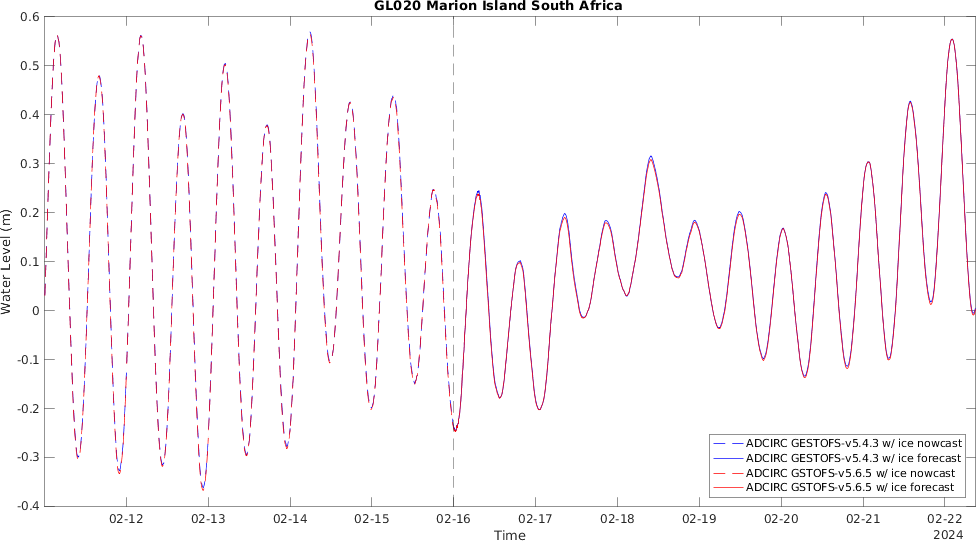 GL020 Marion Island South Africa
Water Level (m)
0.6
0.5
0.4
0.3
0.2
0.1
0
-0.1
-0.2
-0.3
-0.4
ADCIRC GESTOFS-v5.4.3 w/ ice nowcast
ADCIRC GESTOFS-v5.4.3 w/ ice forecast
ADCIRC GSTOFS-v5.6.5 w/ ice nowcast
ADCIRC GSTOFS-v5.6.5 w/ ice forecast
02-12 02-13 02-14 02-15 02-16 02-17 02-18 02-19 02-20 02-21 02-22
Time
2024